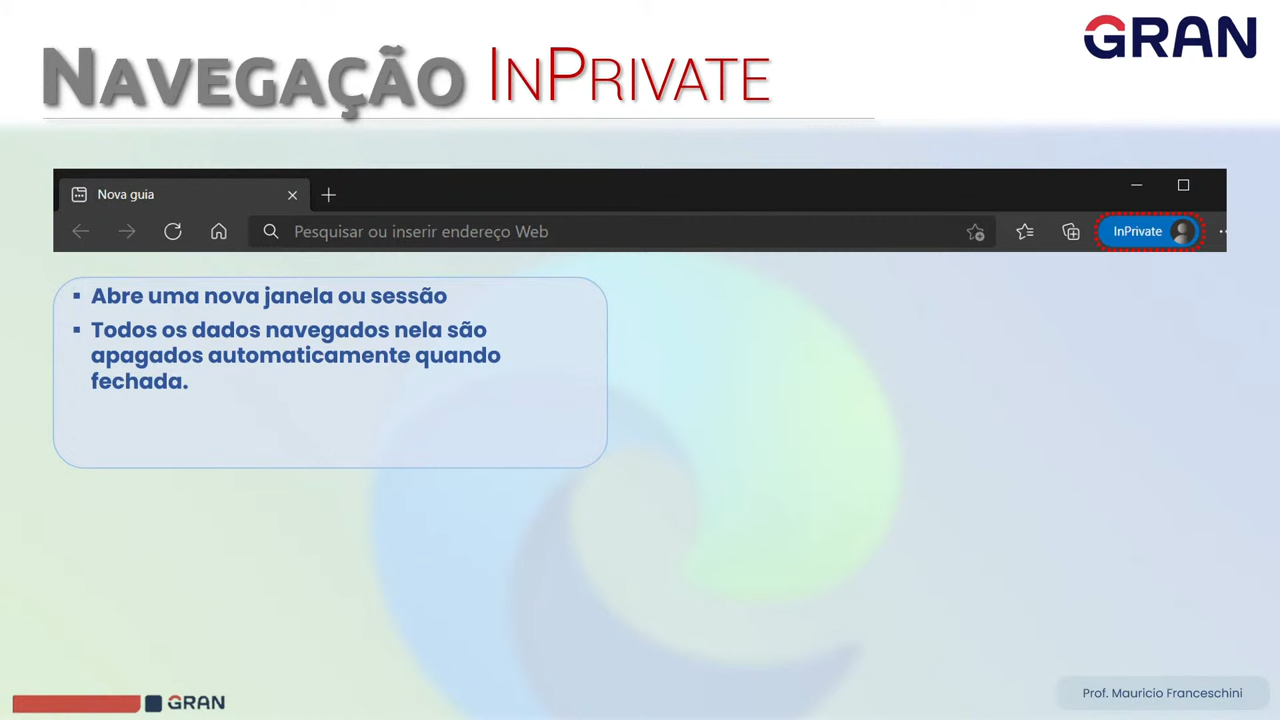 NAVEGAÇÃO INPRIVATE
GRAN
Nova guia
Pesquisar ou inserir endereço Web
InPrivate
▪ Abre uma nova janela ou sessão
▪ Todos os dados navegados nela são
apagados automaticamente quando
fechada.
GRAN
Prof. Mauricio Franceschini